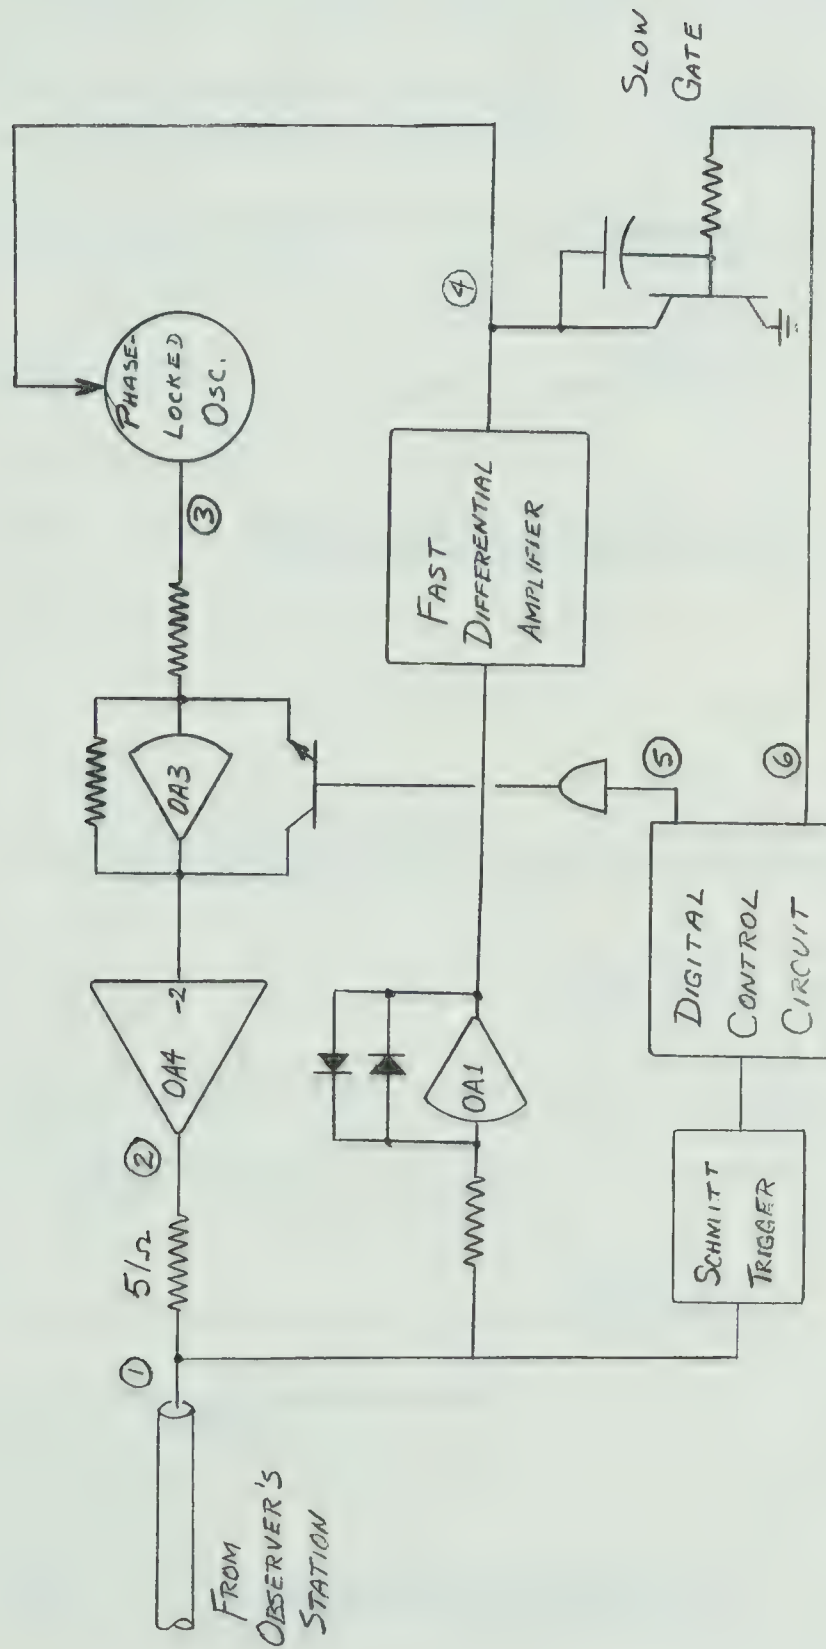 FROM
OBSERVER'S
STATION
①
51Ω
②
OA4
-2
OA3
③
PHASE-
LOCKED
OSC.
OA1
FAST
DIFFERENTIAL
AMPLIFIER
④
SCHMITT
TRIGGER
DIGITAL
CONTROL
CIRCUIT
⑤
⑥
SLOW
GATE